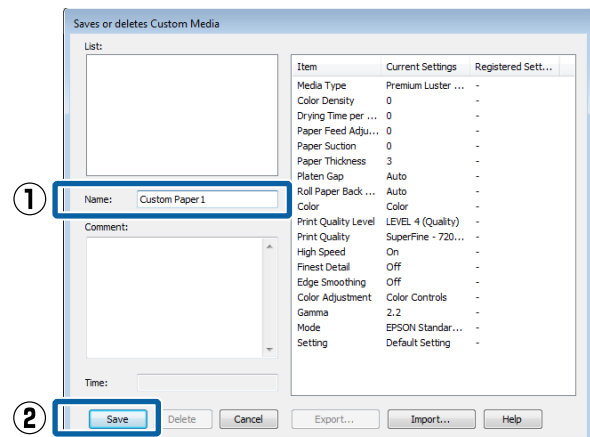 Saves or deletes Custom Media
List:
Item Current Settings Registered Sett...
Media Type Premium Luster ... -
Color Density 0 -
Drying Time per ... 0 -
Paper Feed Adju... 0 -
Paper Suction 0 -
Paper Thickness 3 -
Platen Gap Auto -
Roll Paper Back ... Auto -
Color Color -
Print Quality Level LEVEL 4 (Quality) -
Print Quality SuperFine - 720... -
High Speed On -
Finest Detail Off -
Edge Smoothing Off -
Color Adjustment Color Controls -
Gamma 2.2 -
Mode EPSON Standar... -
Setting Default Setting -
1 Name: Custom Paper1
Comment:
Time:
2 Save Delete Cancel Export... Import... Help